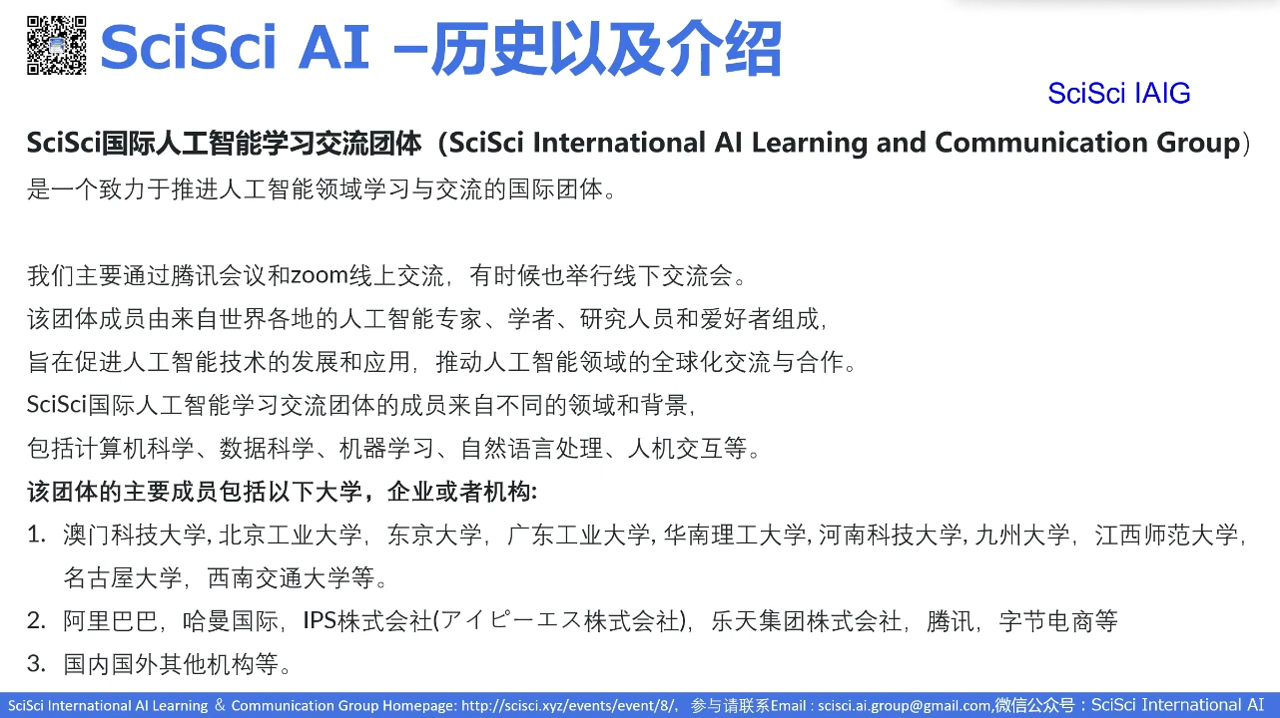 SciSci AI –历史以及介绍
SciSci IAIG
SciSci国际人工智能学习交流团体（SciSci International AI Learning and Communication Group）
是一个致力于推进人工智能领域学习与交流的国际团体。
我们主要通过腾讯会议和zoom线上交流，有时候也举行线下交流会。
该团体成员由来自世界各地的人工智能专家、学者、研究人员和爱好者组成，
旨在促进人工智能技术的发展和应用，推动人工智能领域的全球化交流与合作。
SciSci国际人工智能学习交流团体的成员来自不同的领域和背景，
包括计算机科学、数据科学、机器学习、自然语言处理、人机交互等。
该团体的主要成员包括以下大学，企业或者机构:
1. 澳门科技大学, 北京工业大学，东京大学，广东工业大学, 华南理工大学, 河南科技大学, 九州大学，江西师范大学，
名古屋大学，西南交通大学等。
2. 阿里巴巴，哈曼国际，IPS株式会社(アイピーエス株式会社)，乐天集团株式会社，腾讯，字节电商等
3. 国内国外其他机构等。
SciSci International AI Learning ＆ Communication Group Homepage: http://scisci.xyz/events/event/8/， 参与请联系Email : scisci.ai.group@gmail.com,微信公众号：SciSci International AI